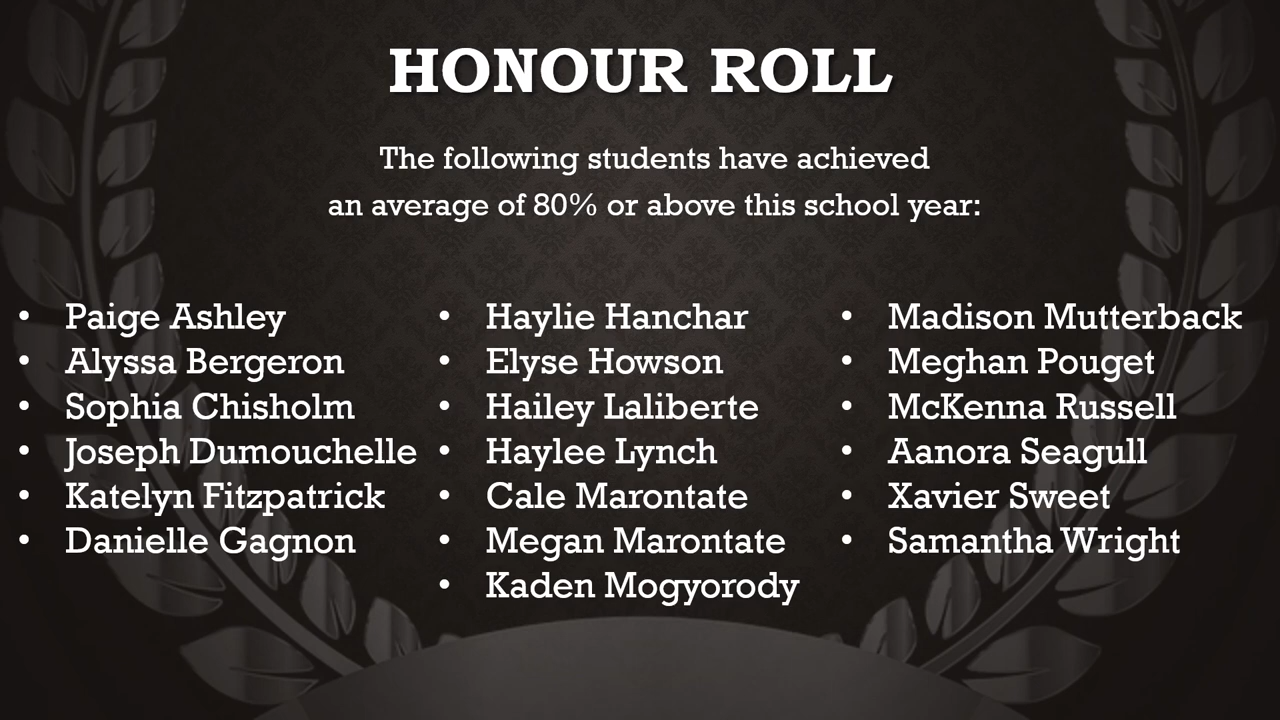 HONOUR ROLL
The following students have achieved
an average of 80% or above this school year:
• Paige Ashley
• Alyssa Bergeron
• Sophia Chisholm
• Joseph Dumouchelle
• Katelyn Fitzpatrick
• Danielle Gagnon
• Haylie Hanchar
• Elyse Howson
• Hailey Laliberte
• Haylee Lynch
• Cale Marontate
• Megan Marontate
• Kaden Mogyorody
• Madison Mutterback
• Meghan Pouget
• McKenna Russell
• Aanora Seagull
• Xavier Sweet
• Samantha Wright